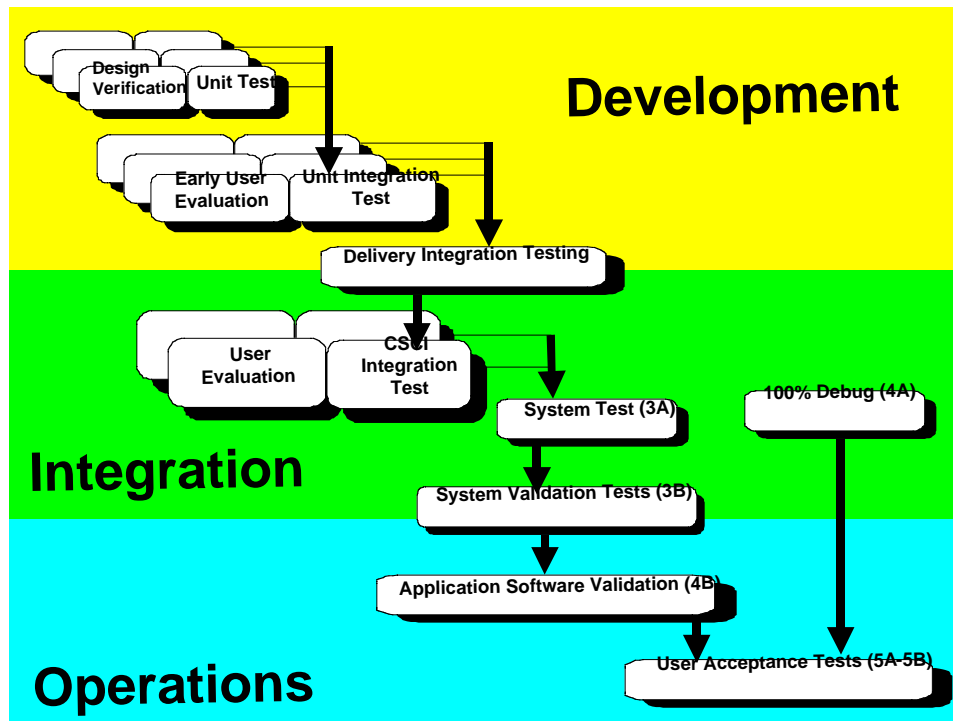 Development
Design
Verification
Unit Test
Early User
Evaluation
Unit Integration
Test
Delivery Integration Testing
User
Evaluation
CSCI
Integration
Test
100% Debug (4A)
System Test (3A)
Integration
System Validation Tests (3B)
Application Software Validation (4B)
User Acceptance Tests (5A-5B)
Operations